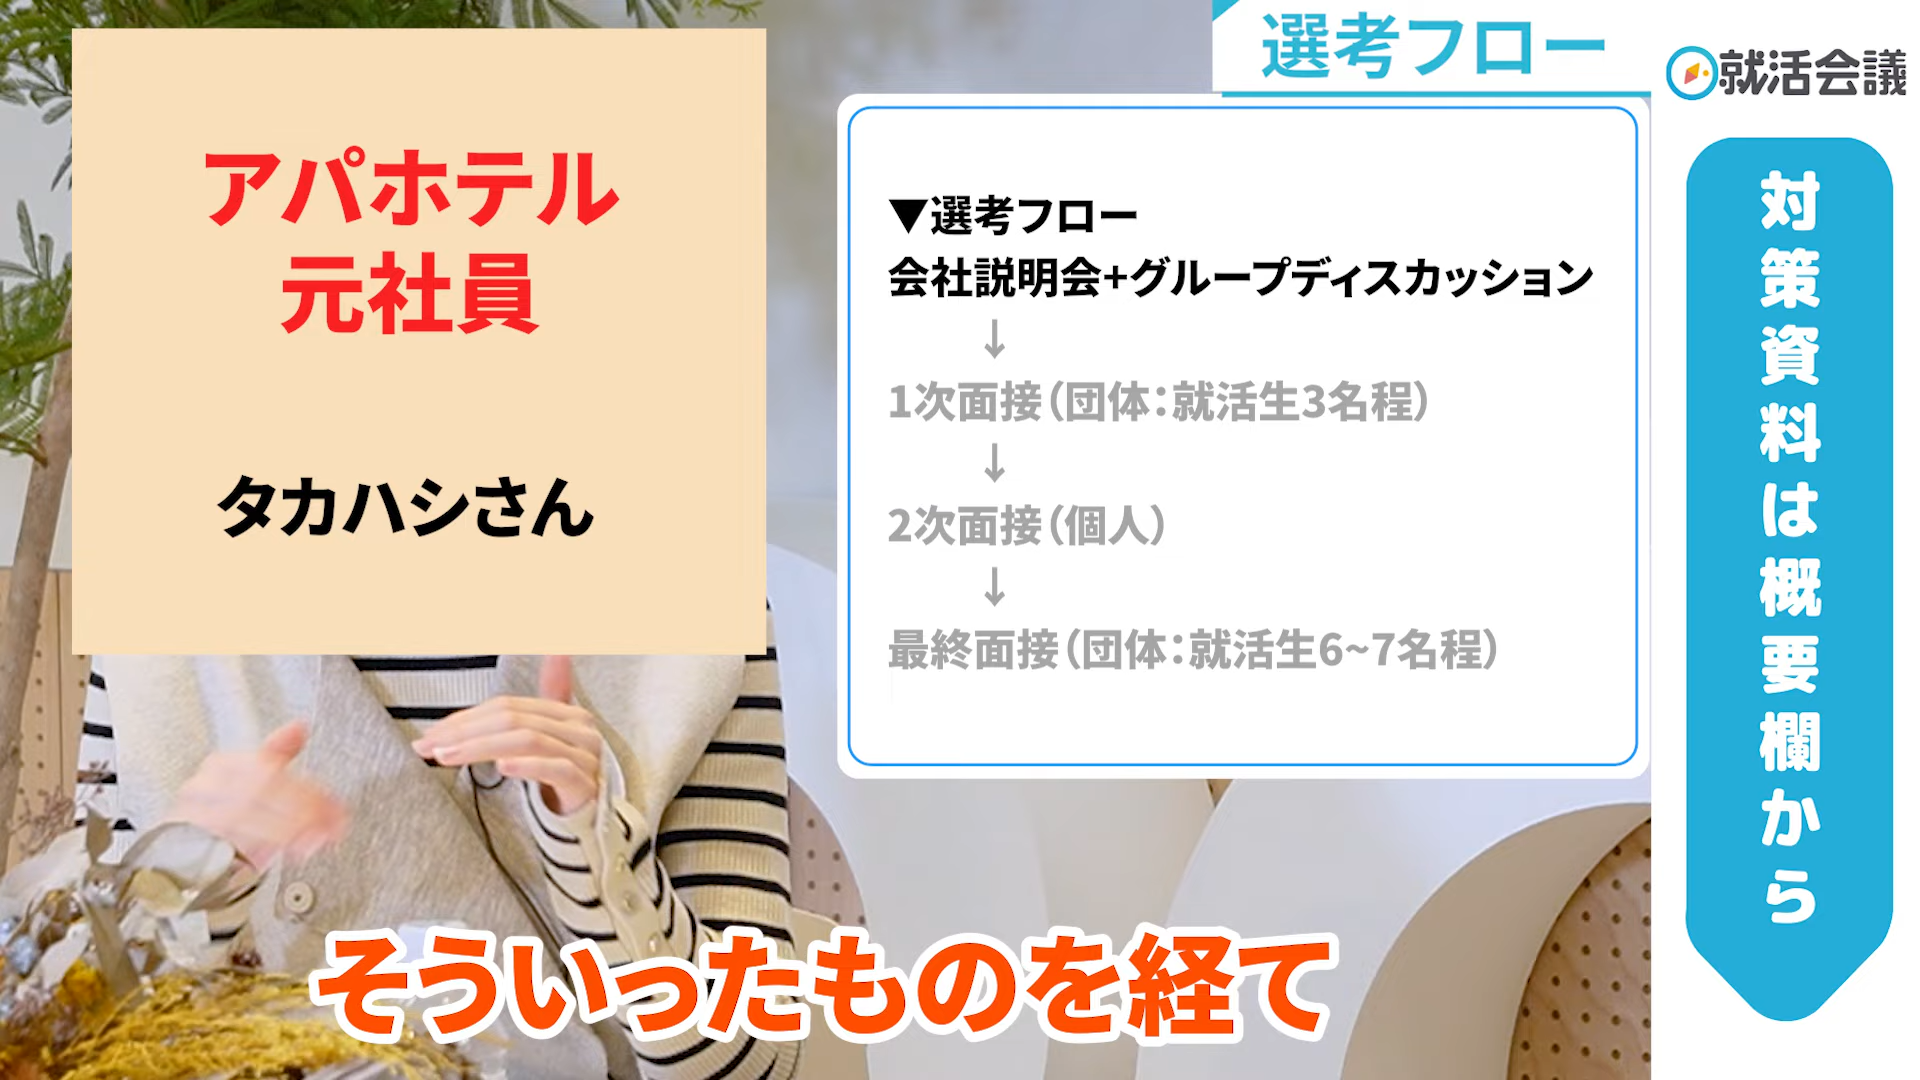 アパホテル
元社員
タカハシさん
選考フロー
▼選考フロー
会社説明会+グループディスカッション
↓
1次面接（団体：就活生3名程）
↓
2次面接（個人）
↓
最終面接（団体：就活生6~7名程）
就活会議
対策資料は概要欄から
そういったものを経て